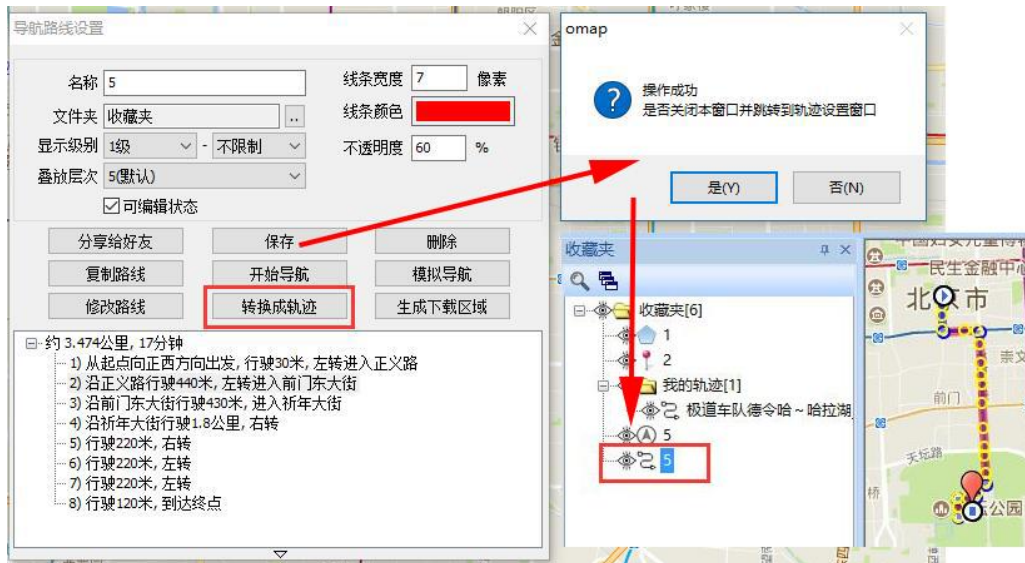 导航路线设置
名称 5
线条宽度 7 像素
文件夹 收藏夹 ..
线条颜色
显示级别 1级 - 不限制
不透明度 60 %
叠放层次 5(默认)
可编辑状态
分享给好友 保存 删除
复制路线 开始导航 模拟导航
修改路线 转换成轨迹 生成下载区域
约 3.474公里, 17分钟
1) 从起点向正西方向出发, 行驶30米, 左转进入正义路
2) 沿正义路行驶440米, 左转进入前门东大街
3) 沿前门东大街行驶430米, 进入祈年大街
4) 沿祈年大街行驶1.8公里, 右转
5) 行驶220米, 右转
6) 行驶220米, 左转
7) 行驶220米, 左转
8) 行驶120米, 到达终点
omap
操作成功
是否关闭本窗口并跳转到轨迹设置窗口
是(Y) 否(N)
收藏夹
收藏夹[6]
1
2
我的轨迹[1]
极道车队德令哈～哈拉湖
5
5
民生金融中心
北京市
崇文
前门
天坛路
桥
公园